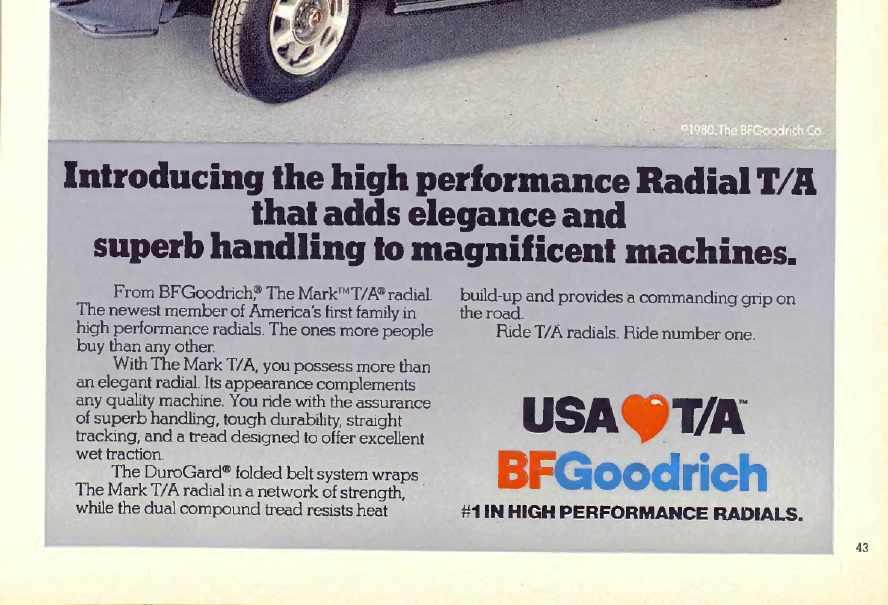 ©1980. The BFGoodrich Co.
Introducing the high performance Radial T/A
that adds elegance and
superb handling to magnificent machines.
From BFGoodrich,® The Mark™ T/A® radial.
The newest member of America's first family in
high performance radials. The ones more people
buy than any other.
With The Mark T/A, you possess more than
an elegant radial. Its appearance complements
any quality machine. You ride with the assurance
of superb handling, tough durability, straight
tracking, and a tread designed to offer excellent
wet traction.
The DuroGard® folded belt system wraps
The Mark T/A radial in a network of strength,
while the dual compound tread resists heat
build-up and provides a commanding grip on
the road.
Ride T/A radials. Ride number one.
USA ❤ T/A™
BFGoodrich
#1 IN HIGH PERFORMANCE RADIALS.
43